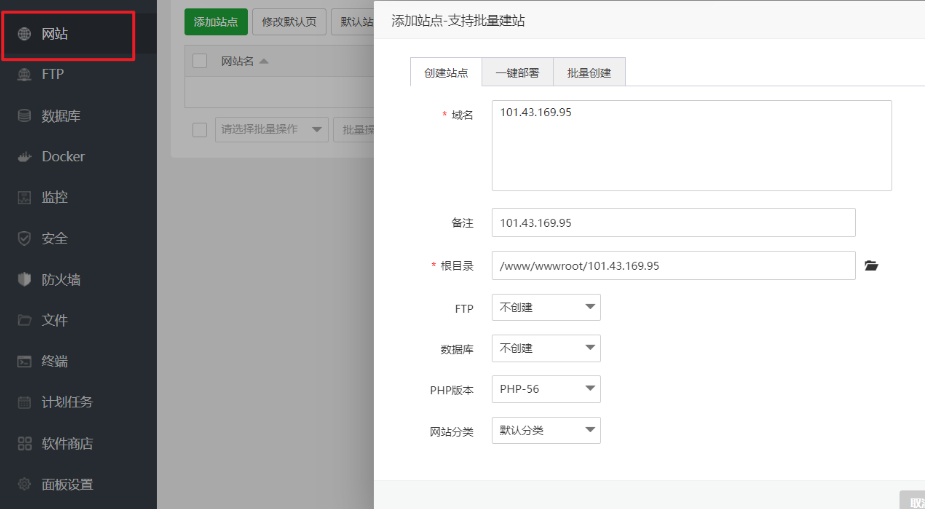 网站
FTP
数据库
Docker
监控
安全
防火墙
文件
终端
计划任务
软件商店
面板设置
添加站点
修改默认页
默认站
网站名
请选择批量操作
批量操
添加站点-支持批量建站
创建站点
一键部署
批量创建
* 域名
101.43.169.95
备注
101.43.169.95
* 根目录
/www/wwwroot/101.43.169.95
FTP
不创建
数据库
不创建
PHP版本
PHP-56
网站分类
默认分类